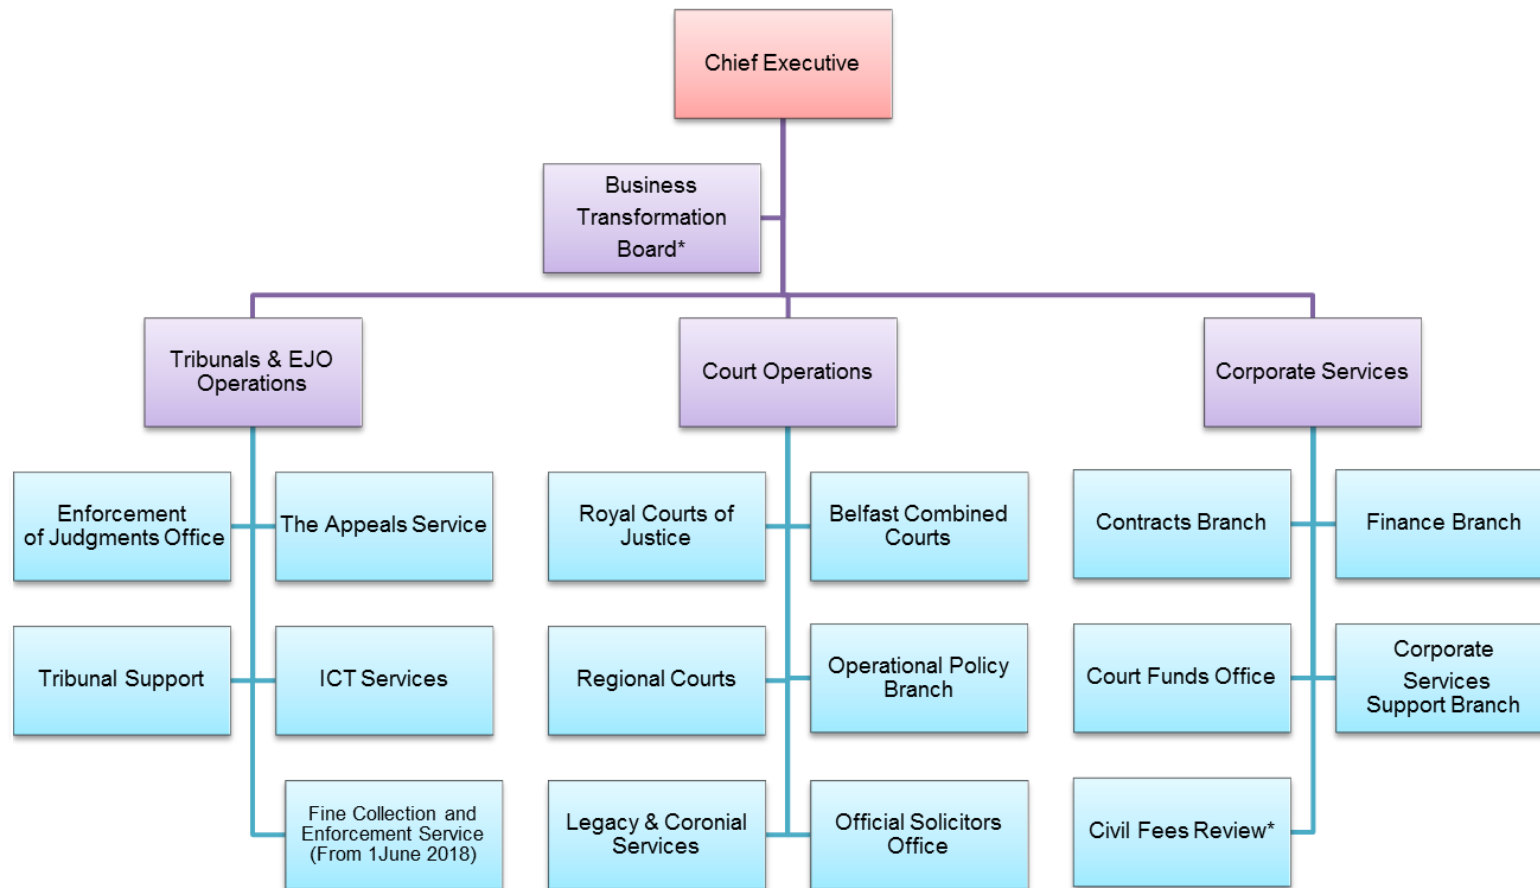 Chief Executive
Business
Transformation
Board*
Tribunals & EJO
Operations
Court Operations
Corporate Services
Enforcement
of Judgments Office
The Appeals Service
Royal Courts of
Justice
Belfast Combined
Courts
Contracts Branch
Finance Branch
Tribunal Support
ICT Services
Regional Courts
Operational Policy
Branch
Court Funds Office
Corporate
Services
Support Branch
Fine Collection and
Enforcement Service
(From 1June 2018)
Legacy & Coronial
Services
Official Solicitors
Office
Civil Fees Review*